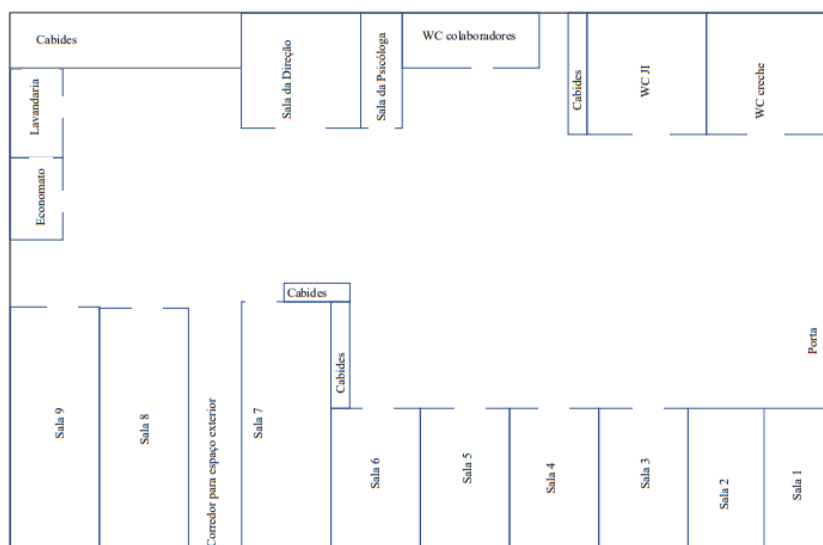 Cabides
WC colaboradores
Sala da Direção
Sala da Psicóloga
Cabides
WC JI
WC creche
Lavandaria
Economato
Cabides
Cabides
Porta
Sala 9
Sala 8
Corredor para espaço exterior
Sala 7
Sala 6
Sala 5
Sala 4
Sala 3
Sala 2
Sala 1